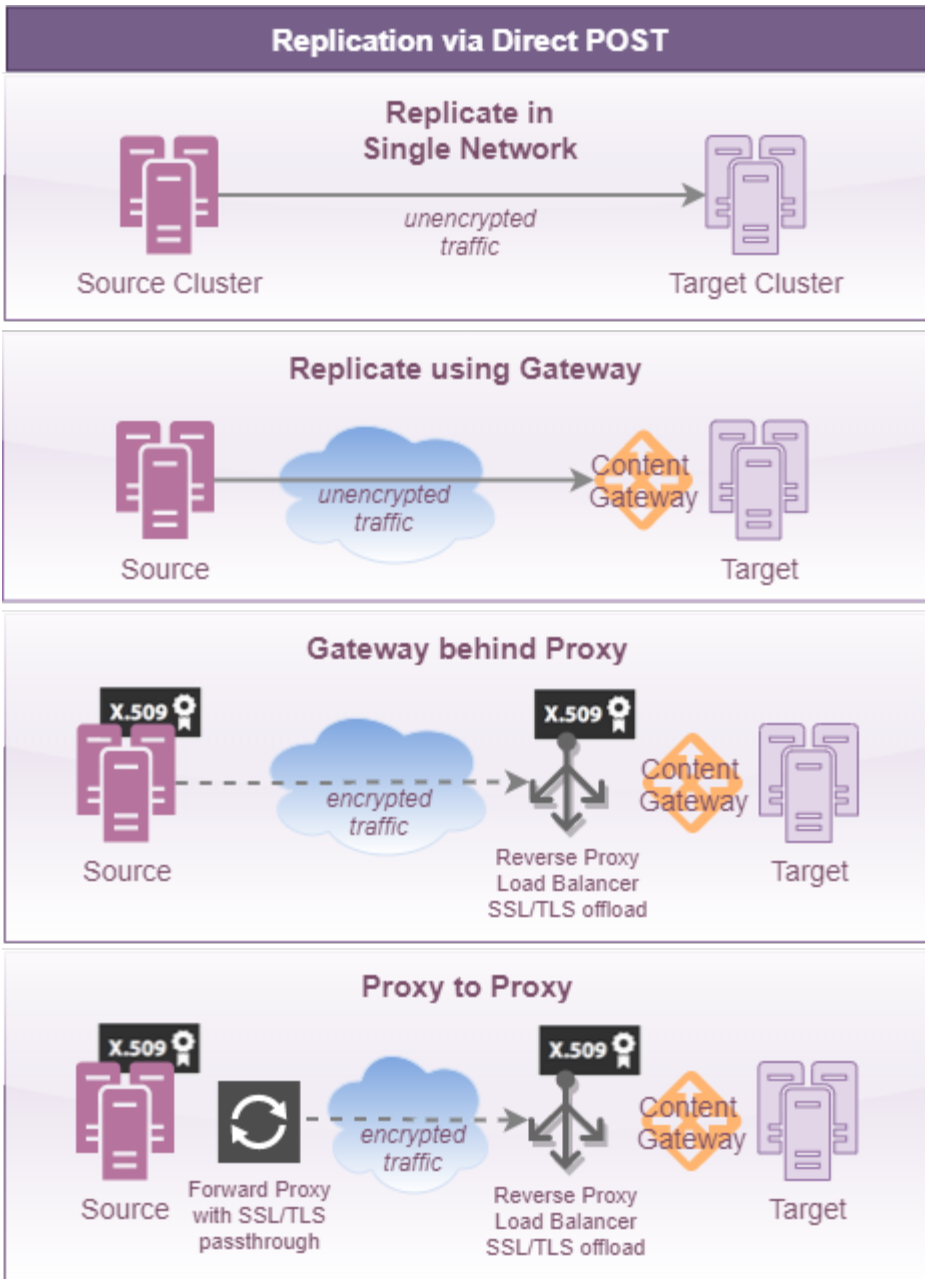 Replication via Direct POST
Replicate in
Single Network
unencrypted
traffic
Source Cluster
Target Cluster
Replicate using Gateway
unencrypted
traffic
Content
Gateway
Source
Target
Gateway behind Proxy
X.509
X.509
encrypted
traffic
Content
Gateway
Source
Reverse Proxy
Load Balancer
SSL/TLS offload
Target
Proxy to Proxy
X.509
X.509
encrypted
traffic
Content
Gateway
Source
Forward Proxy
with SSL/TLS
passthrough
Reverse Proxy
Load Balancer
SSL/TLS offload
Target